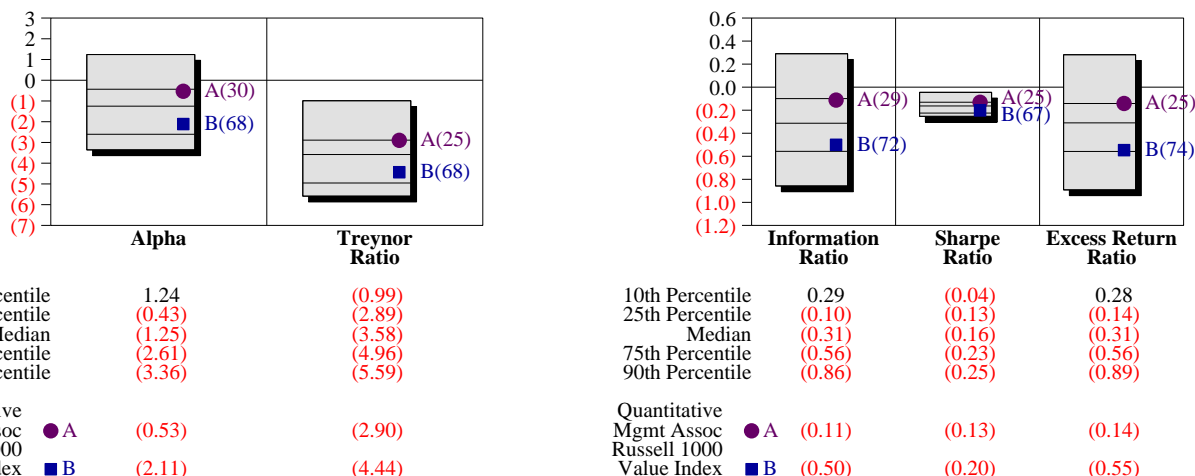 3
2
1
0
(1)
(2)
(3)
(4)
(5)
(6)
(7)
A(30)
B(68)
A(25)
B(68)
Alpha
Treynor
Ratio
Median
1.24 (0.99)
(0.43) (2.89)
(1.25) (3.58)
(2.61) (4.96)
(3.36) (5.59)
A (0.53) (2.90)
B (2.11) (4.44)
0.6
0.4
0.2
0.0
(0.2)
(0.4)
(0.6)
(0.8)
(1.0)
(1.2)
A(29)
B(72)
A(25)
B(67)
A(25)
B(74)
Information
Ratio
Sharpe
Ratio
Excess Return
Ratio
10th Percentile 0.29 (0.04) 0.28
25th Percentile (0.10) (0.13) (0.14)
Median (0.31) (0.16) (0.31)
75th Percentile (0.56) (0.23) (0.56)
90th Percentile (0.86) (0.25) (0.89)
Quantitative
Mgmt Assoc A (0.11) (0.13) (0.14)
Russell 1000
Value Index B (0.50) (0.20) (0.55)